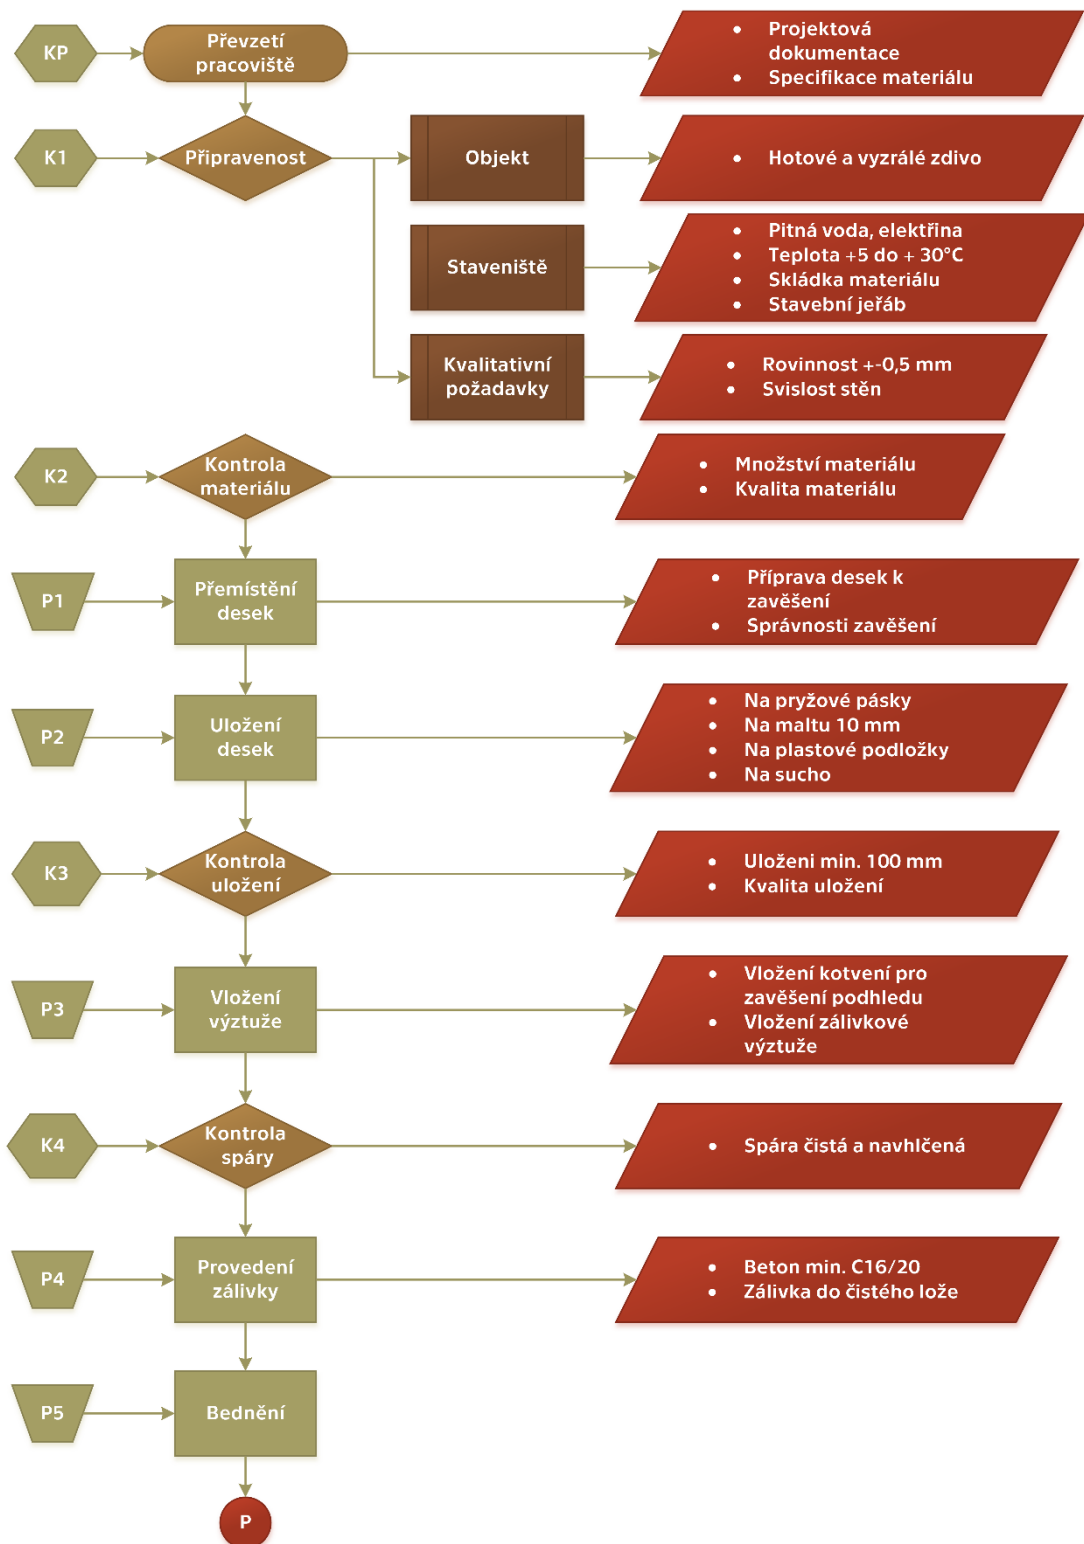 KP
Převzetí
pracoviště
• Projektová
dokumentace
• Specifikace materiálu
K1
Připravenost
Objekt
• Hotové a vyzrálé zdivo
Staveniště
• Pitná voda, elektřina
• Teplota +5 do + 30°C
• Skládka materiálu
• Stavební jeřáb
Kvalitativní
požadavky
• Rovinnost +-0,5 mm
• Svislost stěn
K2
Kontrola
materiálu
• Množství materiálu
• Kvalita materiálu
P1
Přemístění
desek
• Příprava desek k
zavěšení
• Správnosti zavěšení
P2
Uložení
desek
• Na pryžové pásky
• Na maltu 10 mm
• Na plastové podložky
• Na sucho
K3
Kontrola
uložení
• Uloženi min. 100 mm
• Kvalita uložení
P3
Vložení
výztuže
• Vložení kotvení pro
zavěšení podhledu
• Vložení zálivkové
výztuže
K4
Kontrola
spáry
• Spára čistá a navhlčená
P4
Provedení
zálivky
• Beton min. C16/20
• Zálivka do čistého lože
P5
Bednění
P